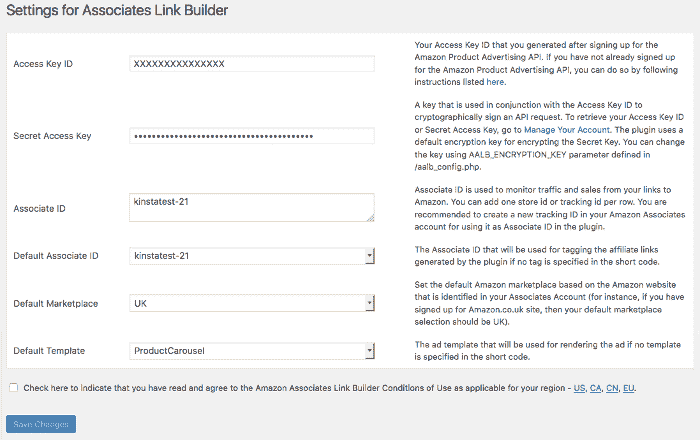 Settings for Associates Link Builder
Access Key ID
XXXXXXXXXXXXXXX
Your Access Key ID that you generated after signing up for the
Amazon Product Advertising API. If you have not already signed up
for the Amazon Product Advertising API, you can do so by following
instructions listed here.
Secret Access Key
A key that is used in conjunction with the Access Key ID to
cryptographically sign an API request. To retrieve your Access Key ID
or Secret Access Key, go to Manage Your Account. The plugin uses a
default encryption key for encrypting the Secret Key. You can change
the key using AALB_ENCRYPTION_KEY parameter defined in
/aalb_config.php.
Associate ID
kinstatest-21
Associate ID is used to monitor traffic and sales from your links to
Amazon. You can add one store id or tracking id per row. You are
recommended to create a new tracking ID in your Amazon Associates
account for using it as Associate ID in the plugin.
Default Associate ID
kinstatest-21
The Associate ID that will be used for tagging the affiliate links
generated by the plugin if no tag is specified in the short code.
Default Marketplace
UK
Set the default Amazon marketplace based on the Amazon website
that is identified in your Associates Account (for instance, if you have
signed up for Amazon.co.uk site, then your default marketplace
selection should be UK).
Default Template
ProductCarousel
The ad template that will be used for rendering the ad if no template
is specified in the short code.
Check here to indicate that you have read and agree to the Amazon Associates Link Builder Conditions of Use as applicable for your region - US, CA, CN, EU.
Save Changes